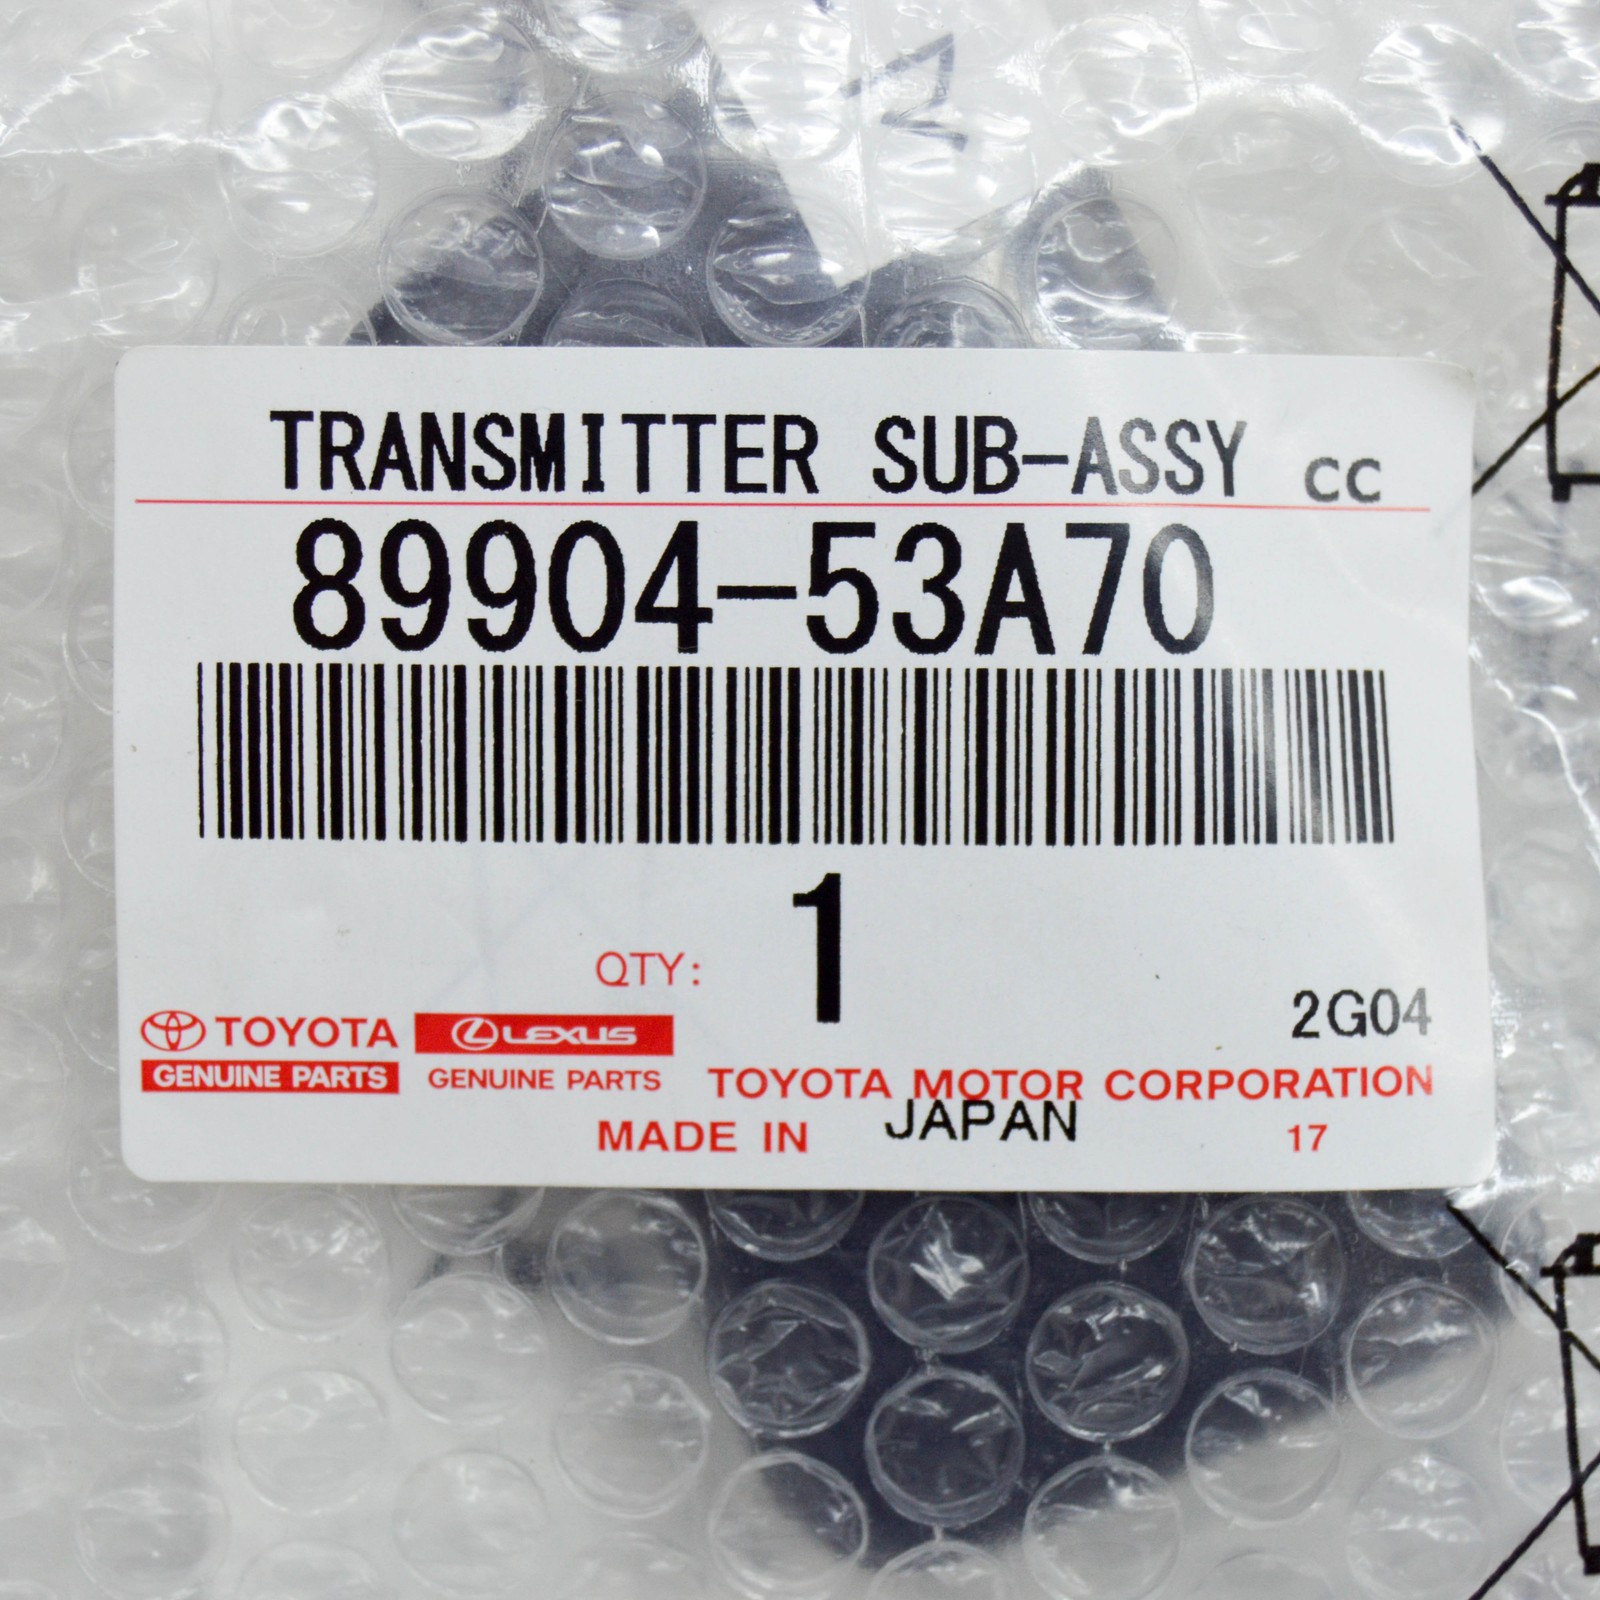 TRANSMITTER SUB-ASSY CC
89904-53A70
1
QTY:
2G04
TOYOTA LEXUS
GENUINE PARTS GENUINE PARTS TOYOTA MOTOR CORPORATION
MADE IN JAPAN 17